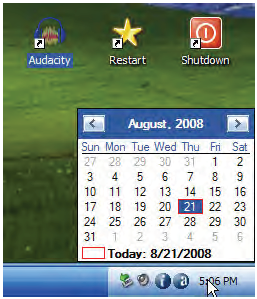 Audacity Restart Shutdown
August, 2008
Sun Mon Tue Wed Thu Fri Sat
27 28 29 30 31 1 2
3 4 5 6 7 8 9
10 11 12 13 14 15 16
17 18 19 20 21 22 23
24 25 26 27 28 29 30
31 1 2 3 4 5 6
Today: 8/21/2008
5:06 PM